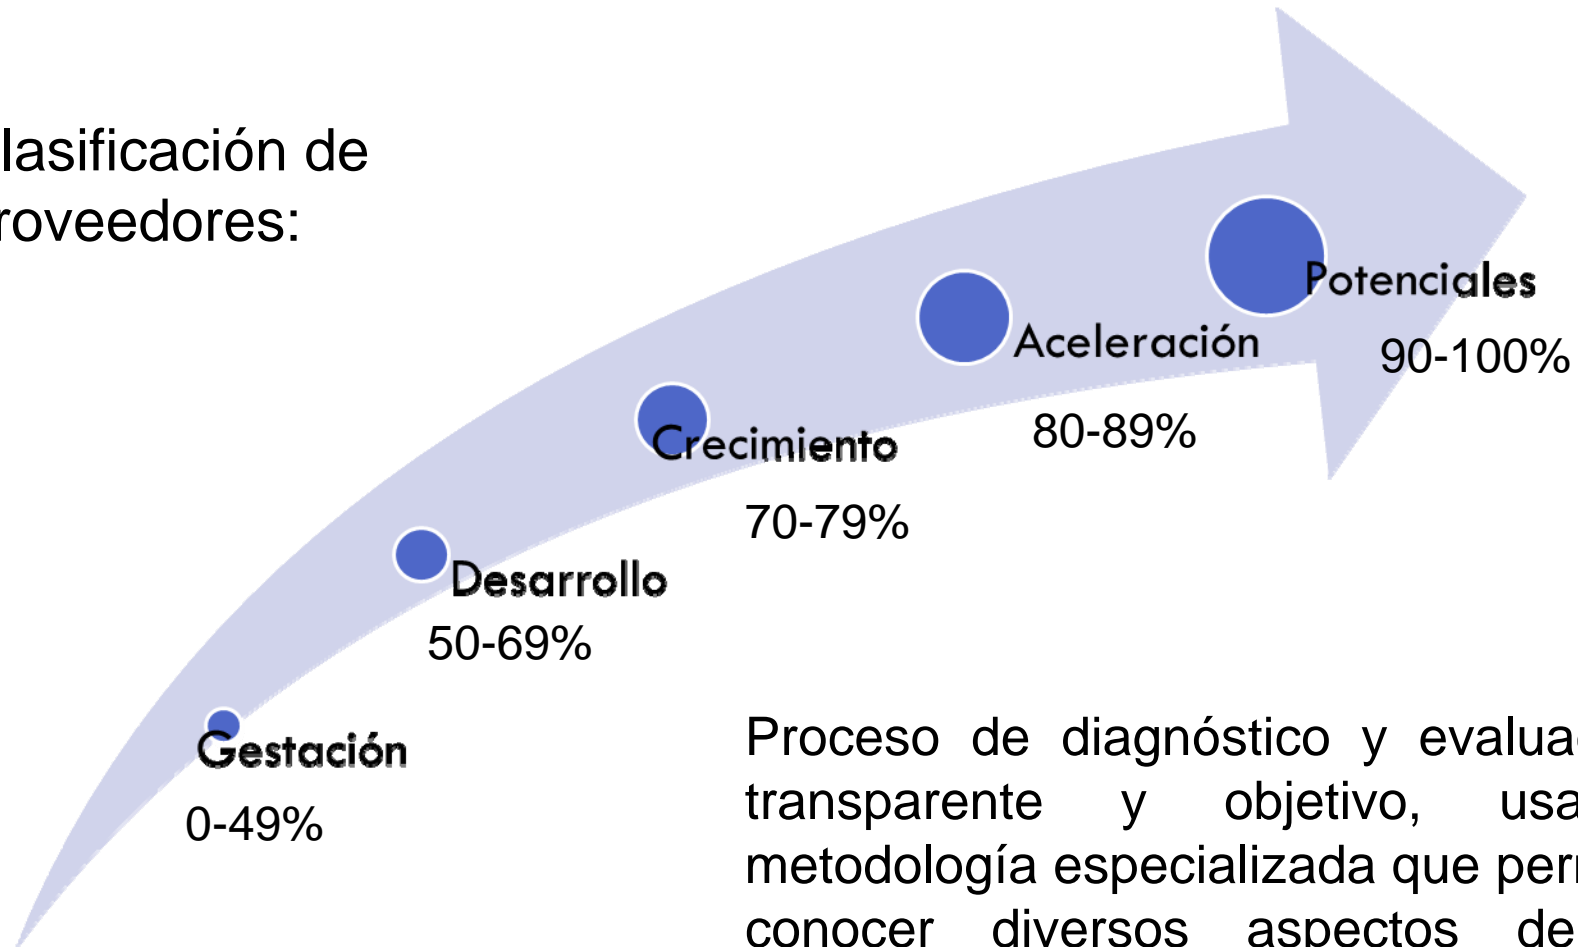 lasificación de
roveedores:
Potenciales
90-100%
Aceleración
80-89%
Crecimiento
70-79%
Desarrollo
50-69%
Gestación
0-49%
Proceso de diagnóstico y evalua
transparente y objetivo, usa
metodología especializada que per
conocer diversos aspectos de